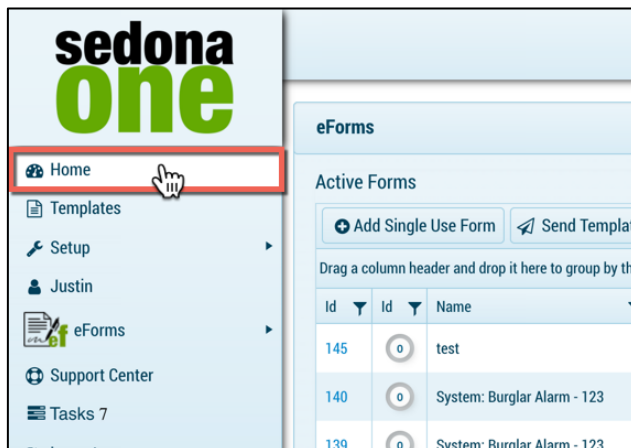 sedona
one
Home
Templates
Setup
Justin
eForms
Support Center
Tasks 7
eForms
Active Forms
Add Single Use Form Send Templa
Drag a column header and drop it here to group by th
Id Id Name
145 0 test
140 0 System: Burglar Alarm - 123
139 0 System: Burglar Alarm - 123